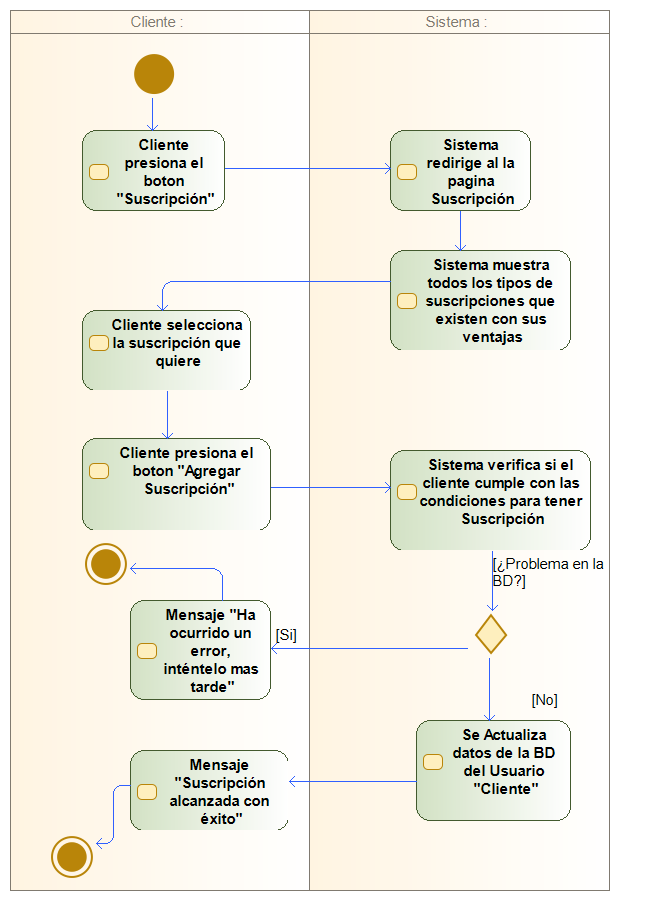 Cliente :
Sistema :
Cliente
presiona el
boton
"Suscripción"
Sistema
redirige al la
pagina
Suscripción
Sistema muestra
todos los tipos de
suscripciones que
existen con sus
ventajas
Cliente selecciona
la suscripción que
quiere
Cliente presiona el
boton "Agregar
Suscripción"
Sistema verifica si el
cliente cumple con las
condiciones para tener
Suscripción
[¿Problema en la
BD?]
Mensaje "Ha
ocurrido un
error,
inténtelo mas
tarde"
[Si]
[No]
Se Actualiza
datos de la BD
del Usuario
"Cliente"
Mensaje
"Suscripción
alcanzada con
éxito"